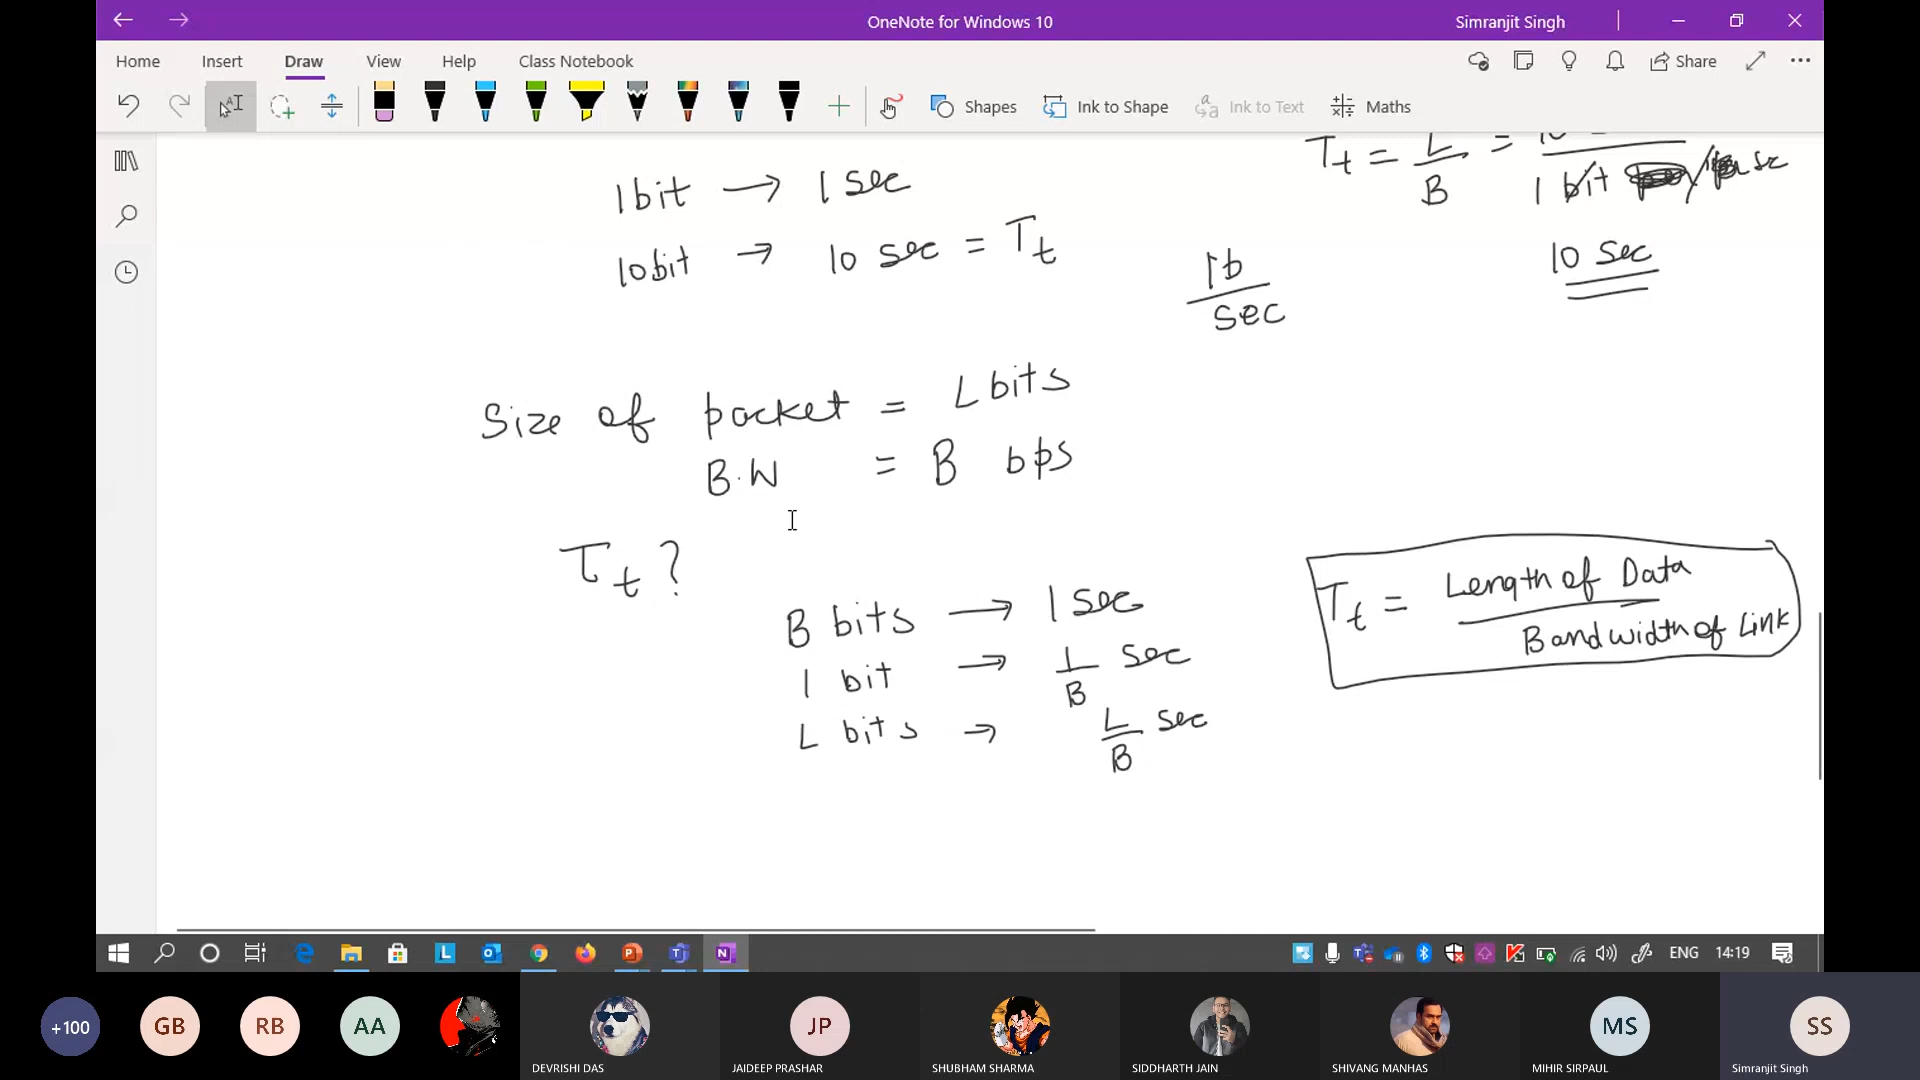 OneNote for Windows 10
Simranjit Singh
Home Insert Draw View Help Class Notebook
Share
Shapes Ink to Shape Ink to Text Maths
1bit → 1 sec
10bit → 10 sec = Tt
Tt = L/B =
1 bit
sec
10 sec
1b
sec
Size of packet = L bits
B.W = B bps
Tt ?
B bits → 1 sec
1 bit → 1/B sec
L bits → L/B sec
Tt = Length of Data
Bandwidth of Link
ENG 14:19
+100 GB RB AA JP MS SS
DEVRISHI DAS JAIDEEP PRASHAR SHUBHAM SHARMA SIDDHARTH JAIN SHIVANG MANHAS MIHIR SIRPAUL Simranjit Singh